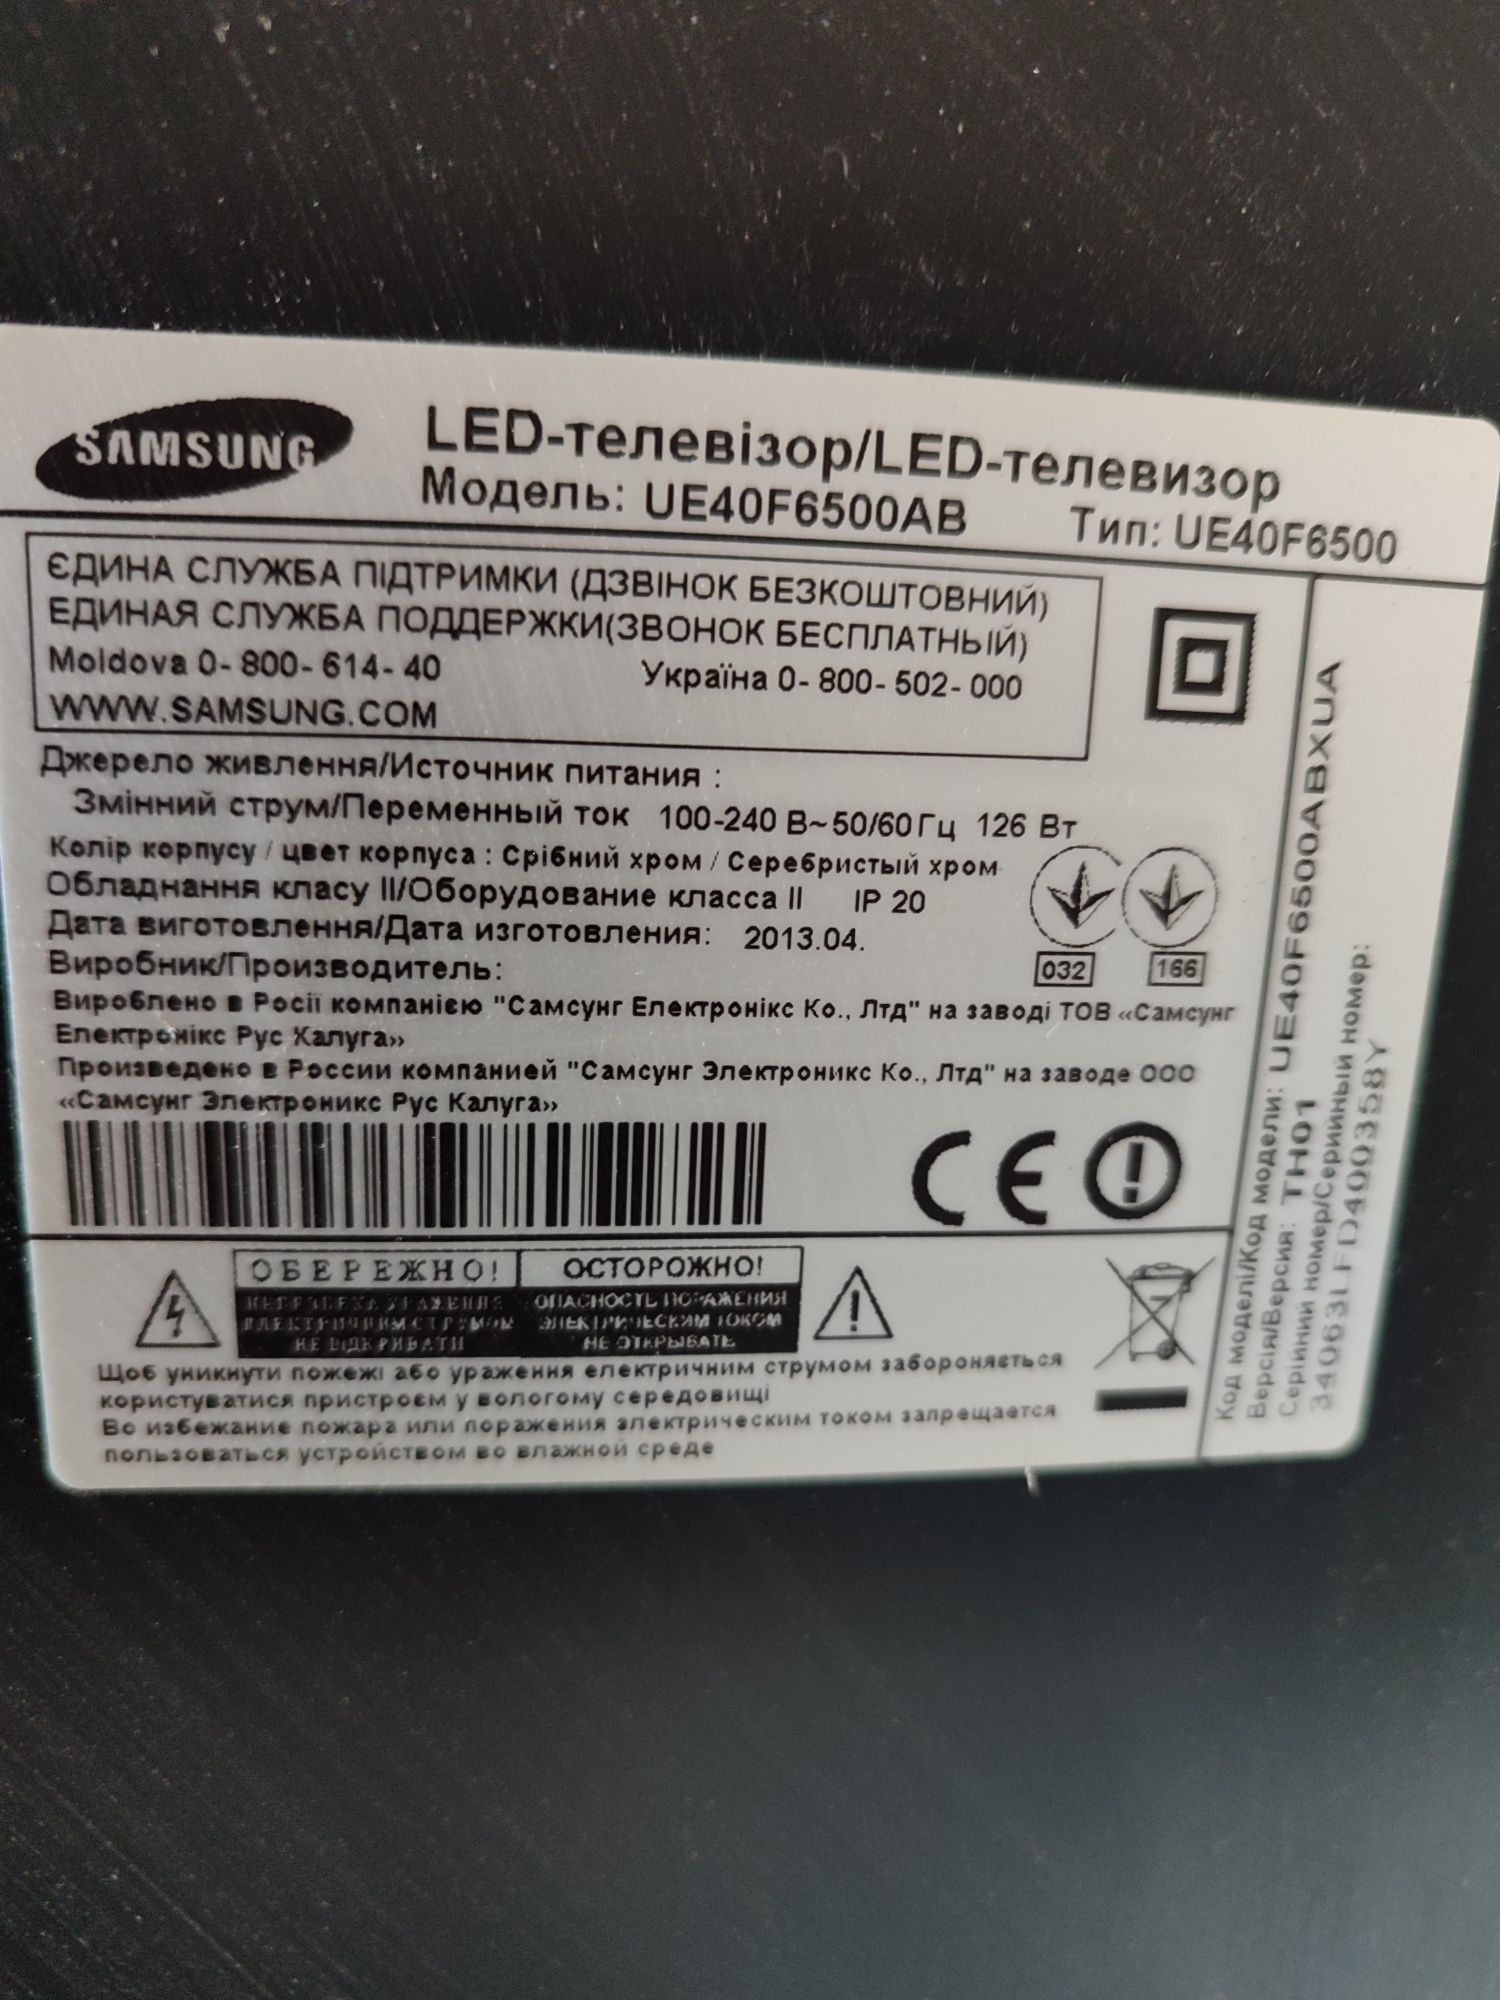 SAMSUNG
LED-телевізор/LED-телевизор
Модель: UE40F6500AB Тип: UE40F6500
ЄДИНА СЛУЖБА ПІДТРИМКИ (ДЗВІНОК БЕЗКОШТОВНИЙ)
ЕДИНАЯ СЛУЖБА ПОДДЕРЖКИ(ЗВОНОК БЕСПЛАТНЫЙ)
Moldova 0- 800- 614- 40 Україна 0- 800- 502- 000
WWW.SAMSUNG.COM
Джерело живлення/Источник питания :
Змінний струм/Переменный ток 100-240 В~50/60Гц 126 Вт
Колір корпусу / цвет корпуса : Срібний хром / Серебристый хром
Обладнання класу II/Оборудование класса II IP 20
Дата виготовлення/Дата изготовления: 2013.04.
032 166
Виробник/Производитель:
Вироблено в Росії компанією "Самсунг Електронікс Ко., Лтд" на заводі ТОВ «Самсунг
Електронікс Рус Калуга»
Произведено в России компанией "Самсунг Электроникс Ко., Лтд" на заводе ООО
«Самсунг Электроникс Рус Калуга»
CE
ОБЕРЕЖНО! ОСТОРОЖНО!
НЕБЕЗПЕКА УРАЖЕННЯ ОПАСНОСТЬ ПОРАЖЕНИЯ
ЕЛЕКТРИЧНИМ СТРУМОМ ЭЛЕКТРИЧЕСКИМ ТОКОМ
НЕ ВІДКРИВАТИ НЕ ОТКРЫВАТЬ
Щоб уникнути пожежі або ураження електричним струмом забороняється
користуватися пристроєм у вологому середовищі
Во избежание пожара или поражения электрическим током запрещается
пользоваться устройством во влажной среде
Код моделі/Код модели: UE40F6500ABXUA
Версія/Версия: TH01
Серійний номер/Серийный номер:
34063LFD400358Y